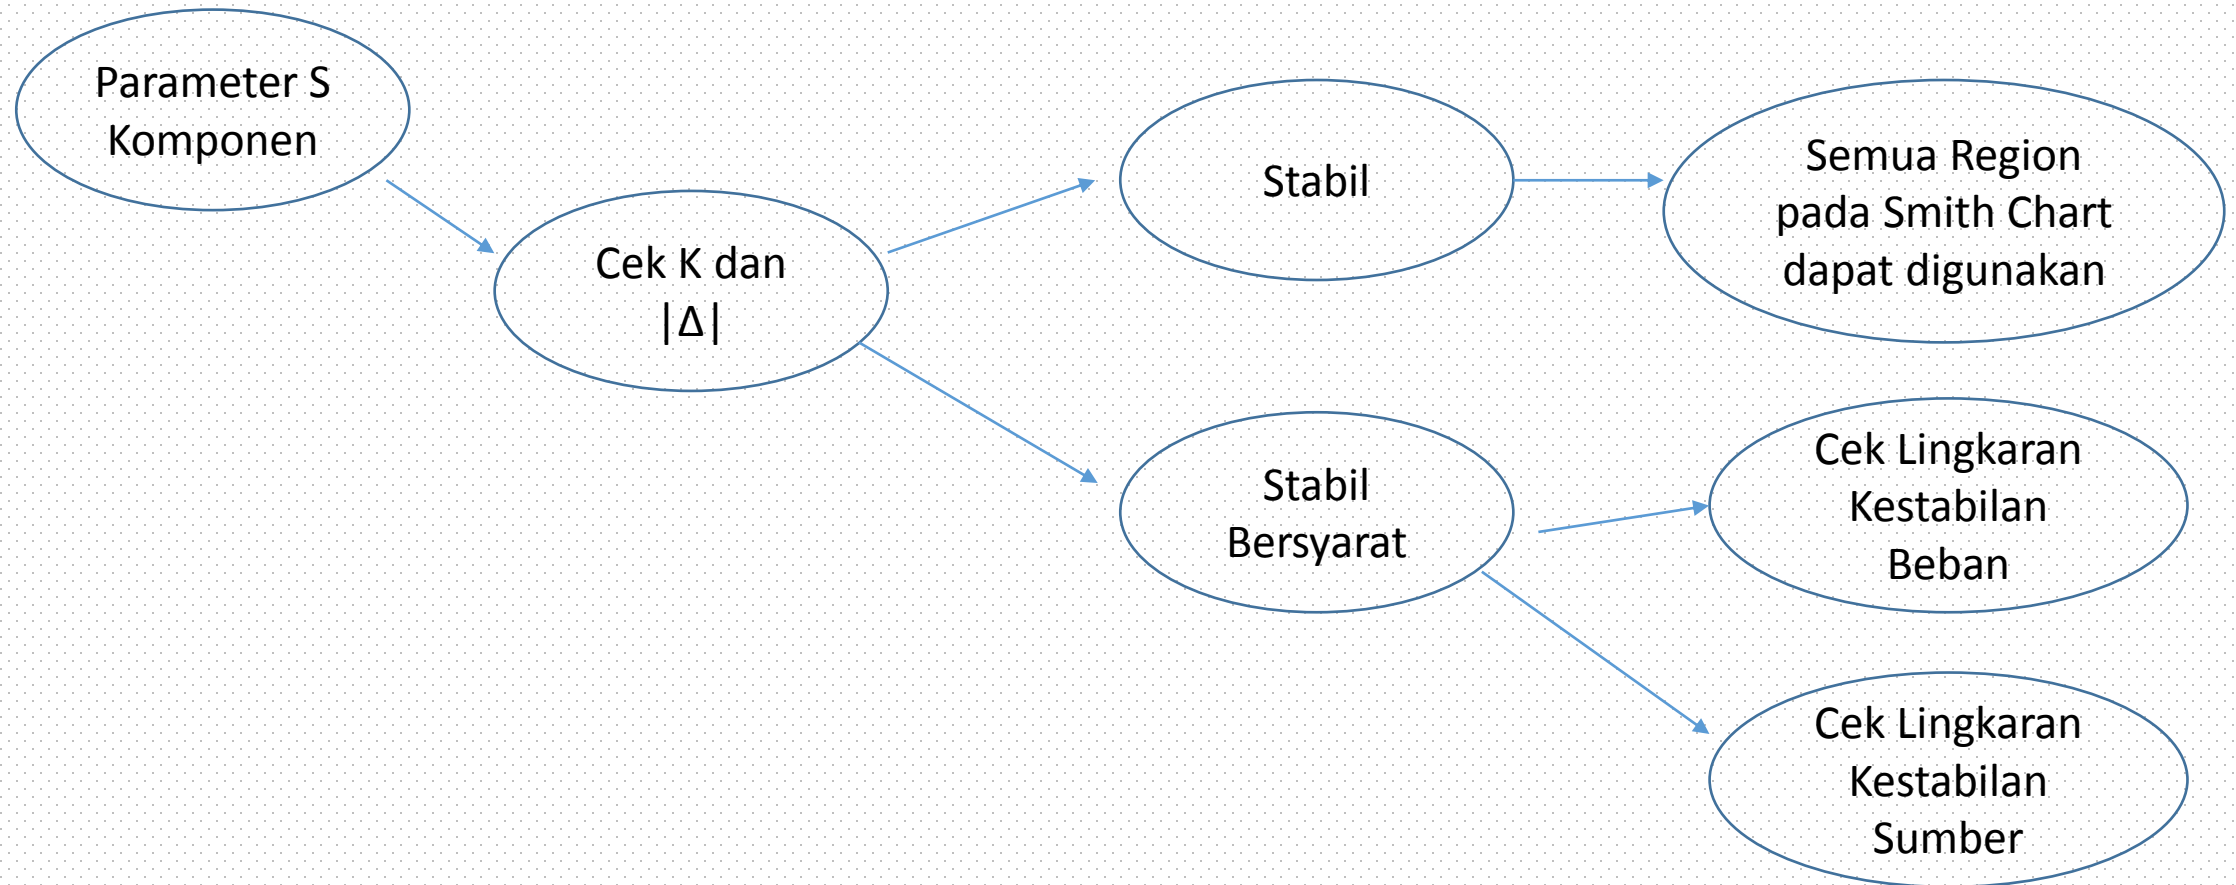 Parameter S
Komponen
Cek K dan
|Δ|
Stabil
Semua Region
pada Smith Chart
dapat digunakan
Stabil
Bersyarat
Cek Lingkaran
Kestabilan
Beban
Cek Lingkaran
Kestabilan
Sumber